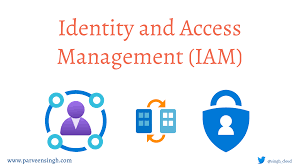 Identity and Access
Management (IAM)
www.parveensingh.com
@singh_cloud